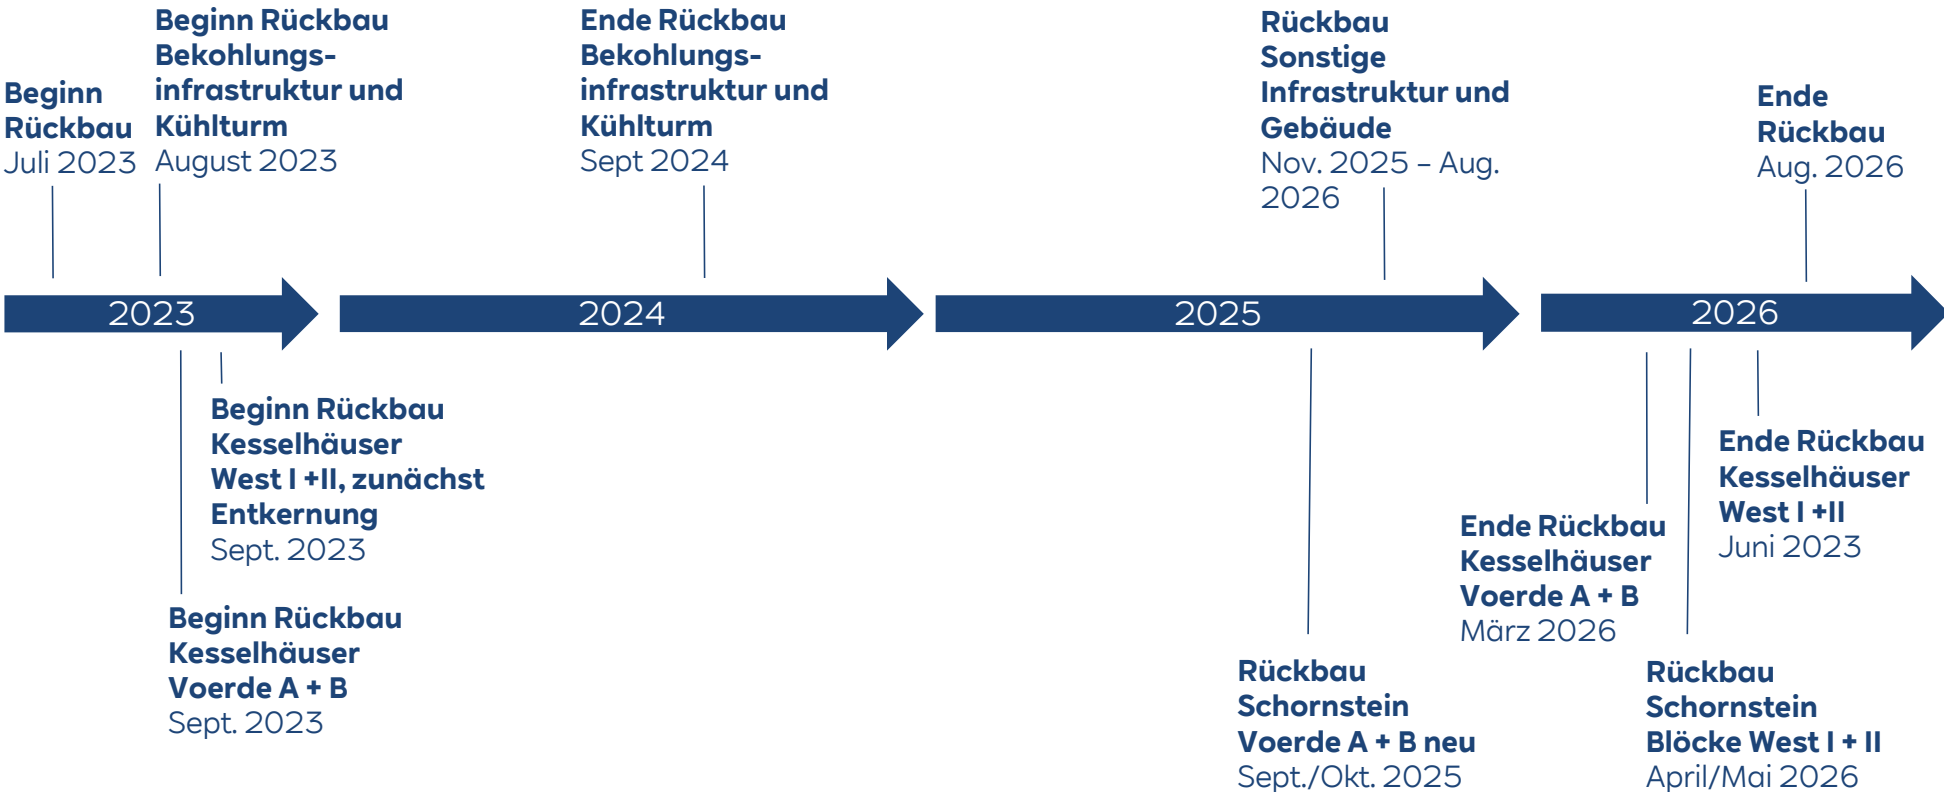 Beginn
Rückbau
Juli 2023
Beginn Rückbau
Bekohlungs-
infrastruktur und
Kühlturm
August 2023
Ende Rückbau
Bekohlungs-
infrastruktur und
Kühlturm
Sept 2024
Rückbau
Sonstige
Infrastruktur und
Gebäude
Nov. 2025 – Aug.
2026
Ende
Rückbau
Aug. 2026
2023
2024
2025
2026
Beginn Rückbau
Kesselhäuser
West I +II, zunächst
Entkernung
Sept. 2023
Beginn Rückbau
Kesselhäuser
Voerde A + B
Sept. 2023
Rückbau
Schornstein
Voerde A + B neu
Sept./Okt. 2025
Ende Rückbau
Kesselhäuser
Voerde A + B
März 2026
Rückbau
Schornstein
Blöcke West I + II
April/Mai 2026
Ende Rückbau
Kesselhäuser
West I +II
Juni 2023